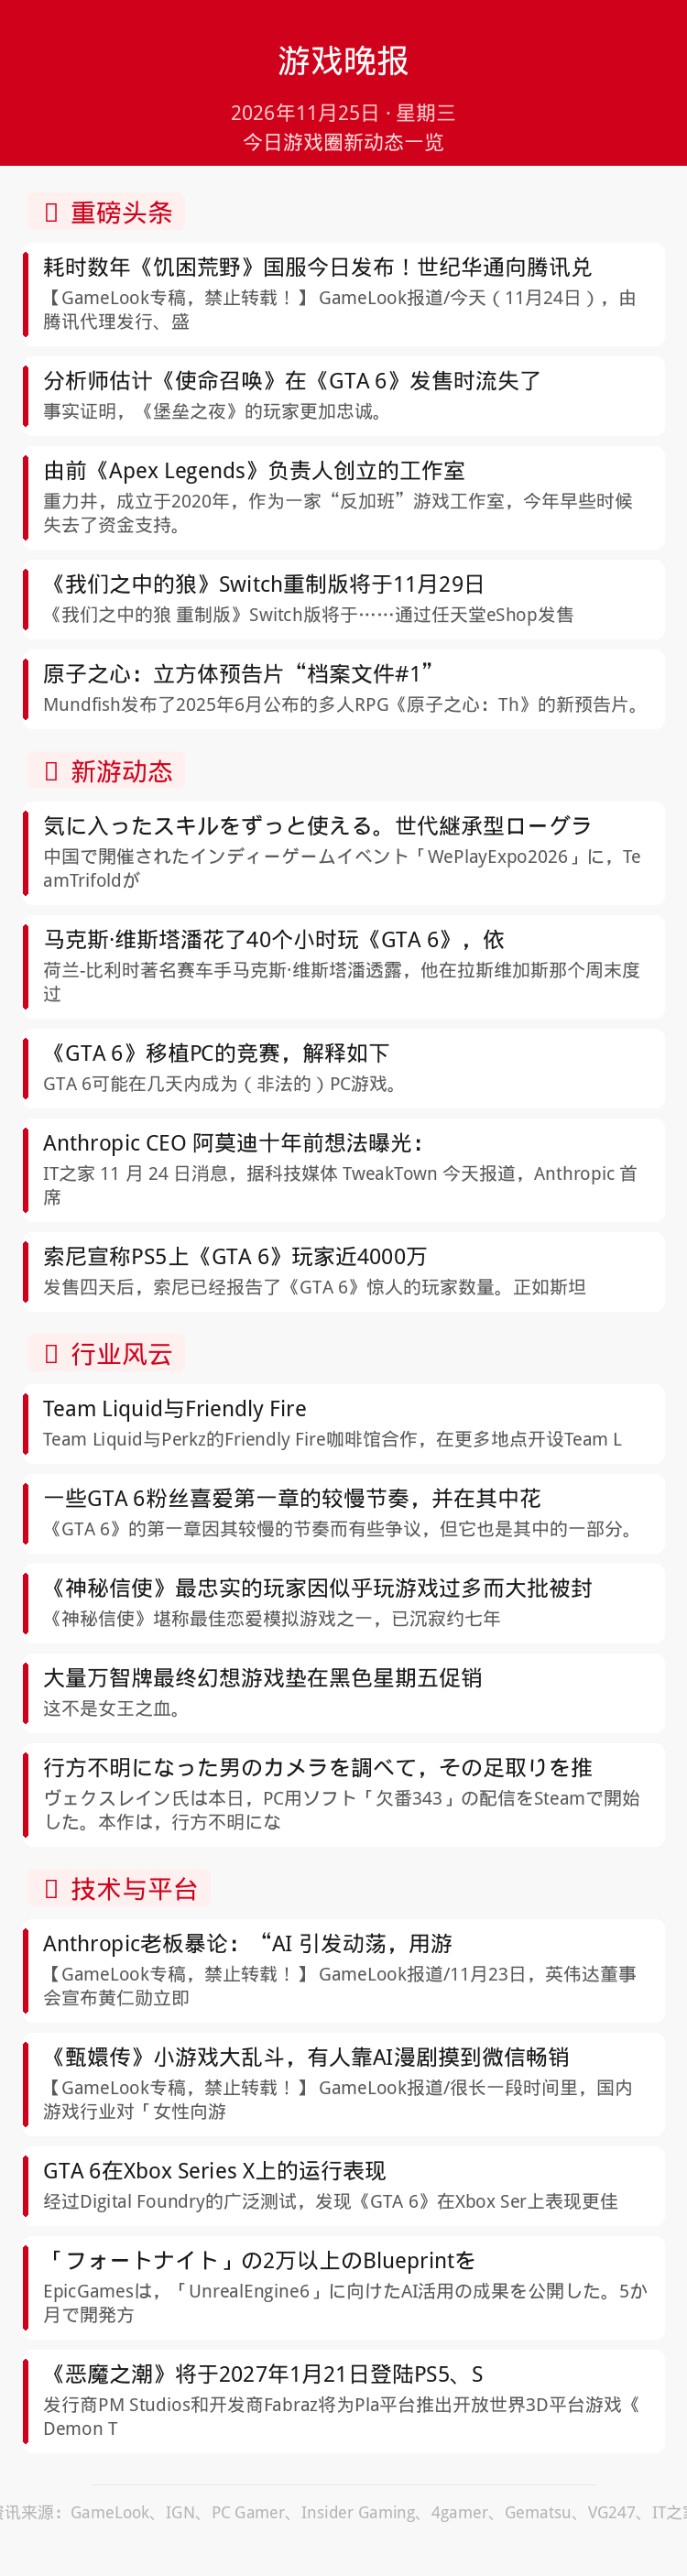 游戏晚报
2026年11月25日 · 星期三
今日游戏圈新动态一览
重磅头条
耗时数年《饥困荒野》国服今日发布！世纪华通向腾讯兑
【GameLook专稿，禁止转载！】GameLook报道/今天（11月24日），由
腾讯代理发行、盛
分析师估计《使命召唤》在《GTA 6》发售时流失了
事实证明，《堡垒之夜》的玩家更加忠诚。
由前《Apex Legends》负责人创立的工作室
重力井，成立于2020年，作为一家“反加班”游戏工作室，今年早些时候
失去了资金支持。
《我们之中的狼》Switch重制版将于11月29日
《我们之中的狼 重制版》Switch版将于……通过任天堂eShop发售
原子之心：立方体预告片“档案文件#1”
Mundfish发布了2025年6月公布的多人RPG《原子之心：Th》的新预告片。
新游动态
気に入ったスキルをずっと使える。世代継承型ローグラ
中国で開催されたインディーゲームイベント「WePlayExpo2026」に，Te
amTrifoldが
马克斯·维斯塔潘花了40个小时玩《GTA 6》，依
荷兰-比利时著名赛车手马克斯·维斯塔潘透露，他在拉斯维加斯那个周末度
过
《GTA 6》移植PC的竞赛，解释如下
GTA 6可能在几天内成为（非法的）PC游戏。
Anthropic CEO 阿莫迪十年前想法曝光：
IT之家 11 月 24 日消息，据科技媒体 TweakTown 今天报道，Anthropic 首
席
索尼宣称PS5上《GTA 6》玩家近4000万
发售四天后，索尼已经报告了《GTA 6》惊人的玩家数量。正如斯坦
行业风云
Team Liquid与Friendly Fire
Team Liquid与Perkz的Friendly Fire咖啡馆合作，在更多地点开设Team L
一些GTA 6粉丝喜爱第一章的较慢节奏，并在其中花
《GTA 6》的第一章因其较慢的节奏而有些争议，但它也是其中的一部分。
《神秘信使》最忠实的玩家因似乎玩游戏过多而大批被封
《神秘信使》堪称最佳恋爱模拟游戏之一，已沉寂约七年
大量万智牌最终幻想游戏垫在黑色星期五促销
这不是女王之血。
行方不明になった男のカメラを調べて，その足取りを推
ヴェクスレイン氏は本日，PC用ソフト「欠番343」の配信をSteamで開始
した。本作は，行方不明にな
技术与平台
Anthropic老板暴论：“AI 引发动荡，用游
【GameLook专稿，禁止转载！】GameLook报道/11月23日，英伟达董事
会宣布黄仁勋立即
《甄嬛传》小游戏大乱斗，有人靠AI漫剧摸到微信畅销
【GameLook专稿，禁止转载！】GameLook报道/很长一段时间里，国内
游戏行业对「女性向游
GTA 6在Xbox Series X上的运行表现
经过Digital Foundry的广泛测试，发现《GTA 6》在Xbox Ser上表现更佳
「フォートナイト」の2万以上のBlueprintを
EpicGamesは，「UnrealEngine6」に向けたAI活用の成果を公開した。5か
月で開発方
《恶魔之潮》将于2027年1月21日登陆PS5、S
发行商PM Studios和开发商Fabraz将为Pla平台推出开放世界3D平台游戏《
Demon T
资讯来源：GameLook、IGN、PC Gamer、Insider Gaming、4gamer、Gematsu、VG247、IT之家